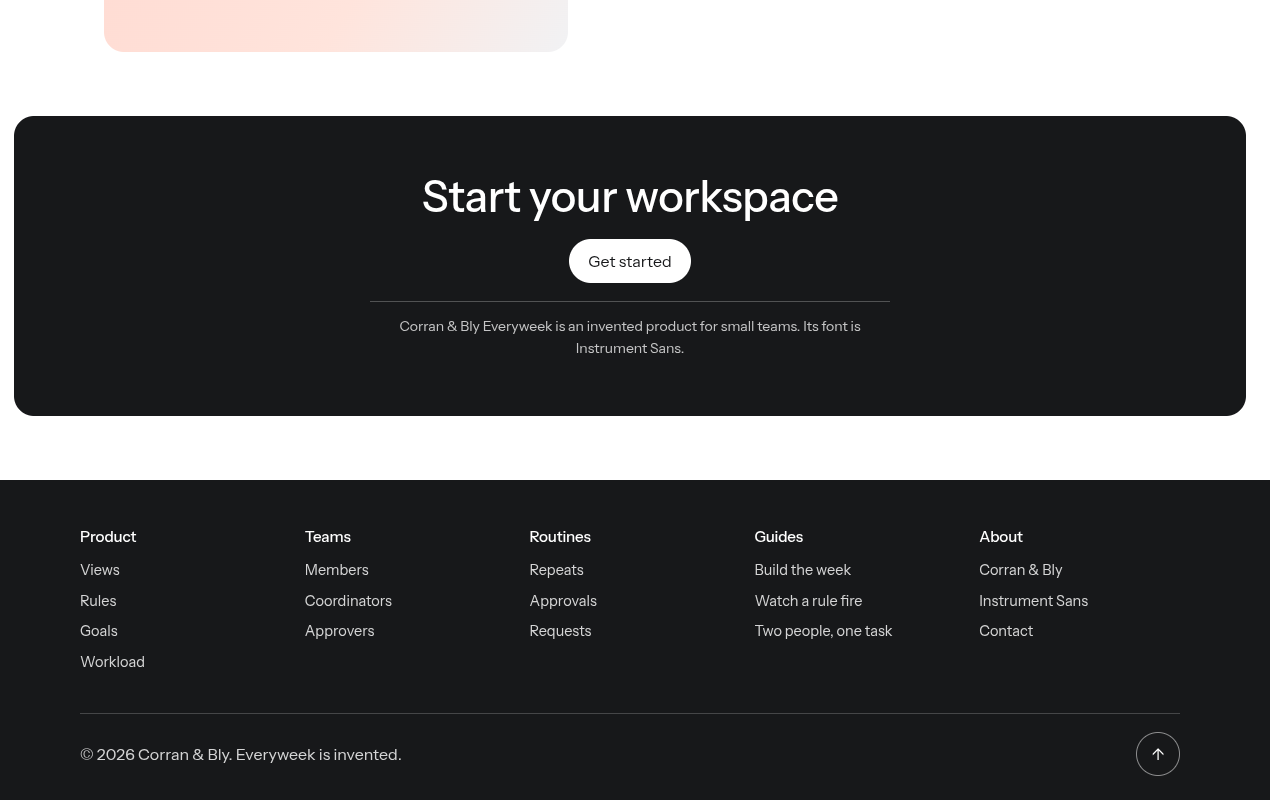 Start your workspace
Get started
Corran & Bly Everyweek is an invented product for small teams. Its font is
Instrument Sans.
Product
Views
Rules
Goals
Workload
Teams
Members
Coordinators
Approvers
Routines
Repeats
Approvals
Requests
Guides
Build the week
Watch a rule fire
Two people, one task
About
Corran & Bly
Instrument Sans
Contact
© 2026 Corran & Bly. Everyweek is invented.